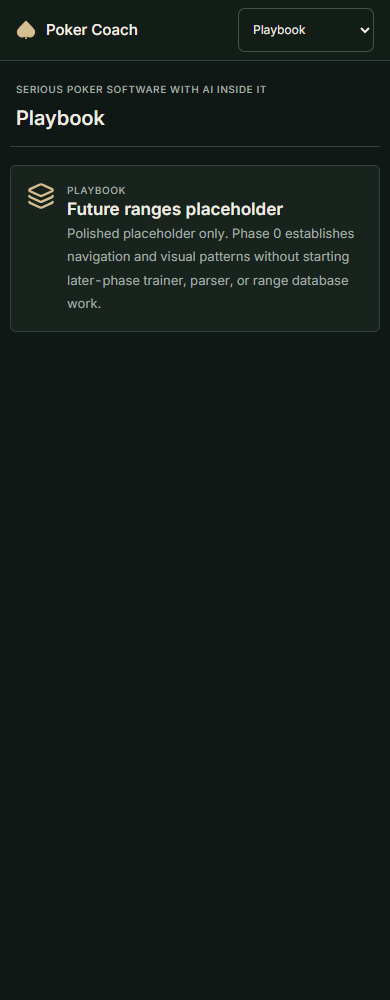 Poker Coach
Playbook
SERIOUS POKER SOFTWARE WITH AI INSIDE IT
Playbook
PLAYBOOK
Future ranges placeholder
Polished placeholder only. Phase 0 establishes
navigation and visual patterns without starting
later-phase trainer, parser, or range database
work.